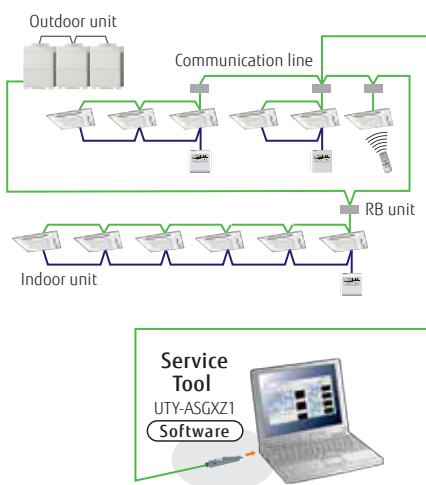 Outdoor unit
Communication line
RB unit
Indoor unit
Service
Tool
UTY-ASGXZ1
Software